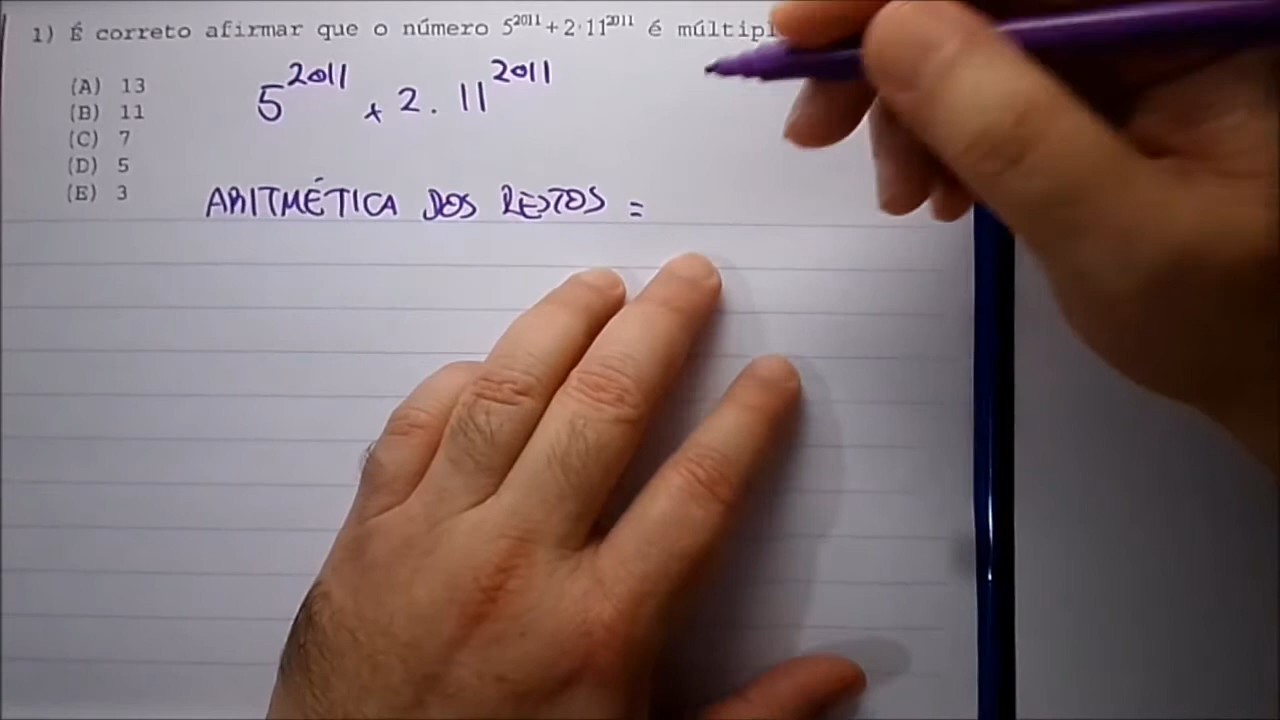 1) É correto afirmar que o número 5²⁰¹¹+2·11²⁰¹¹ é
(A) 13
(B) 11
(C) 7
(D) 5
(E) 3
5²⁰¹¹ + 2 . 11²⁰¹¹
ARITMÉTICA DOS RESTOS =